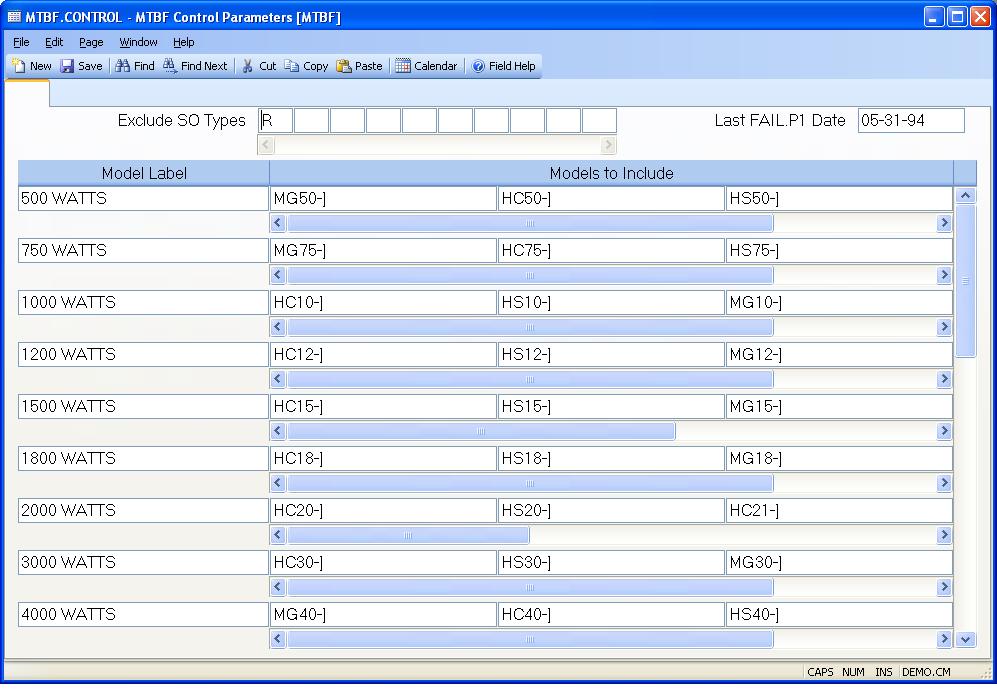 MTBF.CONTROL - MTBF Control Parameters [MTBF]
File Edit Page Window Help
New Save Find Find Next Cut Copy Paste Calendar Field Help
Exclude SO Types R Last FAIL.P1 Date 05-31-94
Model Label Models to Include
500 WATTS MG50-] HC50-] HS50-]
750 WATTS MG75-] HC75-] HS75-]
1000 WATTS HC10-] HS10-] MG10-]
1200 WATTS HC12-] HS12-] MG12-]
1500 WATTS HC15-] HS15-] MG15-]
1800 WATTS HC18-] HS18-] MG18-]
2000 WATTS HC20-] HS20-] HC21-]
3000 WATTS HC30-] HS30-] MG30-]
4000 WATTS MG40-] HC40-] HS40-]
CAPS NUM INS DEMO.CM